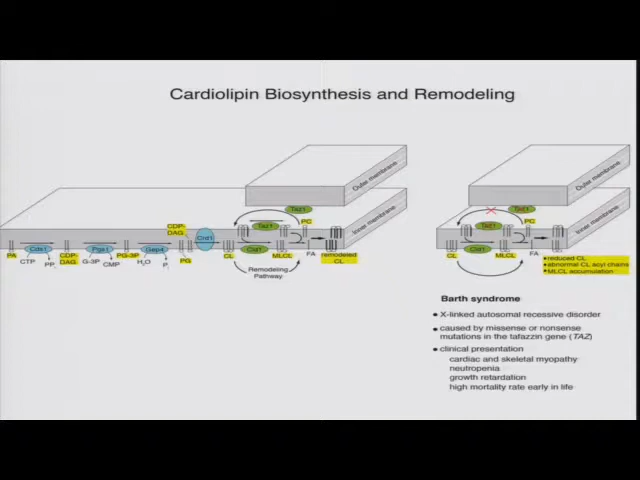 Cardiolipin Biosynthesis and Remodeling
Outer membrane
Outer membrane
Taz1
Taz1
Inner membrane
Inner membrane
CDP-
DAG
PC
PC
Taz1
Taz1
Crd1
Cds1
Pgs1
Gep4
Cld1
Cld1
PA
CTP
PPi
CDP-
DAG
G-3P
CMP
PG-3P
H2O
Pi
PG
CL
MLCL
FA
remodeled
CL
CL
MLCL
FA
Remodeling
Pathway
• reduced CL
• abnormal CL acyl chains
• MLCL accumulation
Barth syndrome
• X-linked autosomal recessive disorder
• caused by missense or nonsense
mutations in the tafazzin gene (TAZ)
• clinical presentation
cardiac and skeletal myopathy
neutropenia
growth retardation
high mortality rate early in life